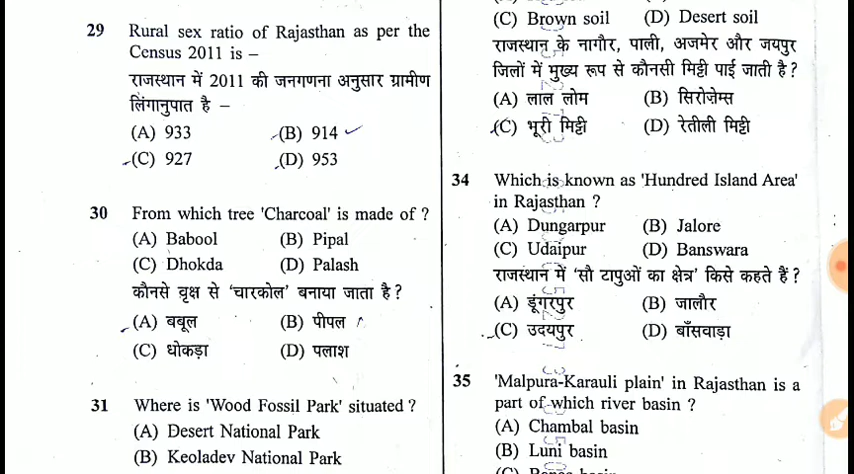 29 Rural sex ratio of Rajasthan as per the
Census 2011 is –
राजस्थान में 2011 की जनगणना अनुसार ग्रामीण
लिंगानुपात है –
(A) 933 (B) 914
(C) 927 (D) 953
30 From which tree 'Charcoal' is made of ?
(A) Babool (B) Pipal
(C) Dhokda (D) Palash
कौनसे वृक्ष से 'चारकोल' बनाया जाता है ?
(A) बबूल (B) पीपल
(C) धोकड़ा (D) पलाश
31 Where is 'Wood Fossil Park' situated ?
(A) Desert National Park
(B) Keoladev National Park
(C) Brown soil (D) Desert soil
राजस्थान के नागौर, पाली, अजमेर और जयपुर
जिलों में मुख्य रूप से कौनसी मिट्टी पाई जाती है ?
(A) लाल लोम (B) सिरोज़ेम्स
(C) भूरी मिट्टी (D) रेतीली मिट्टी
34 Which is known as 'Hundred Island Area'
in Rajasthan ?
(A) Dungarpur (B) Jalore
(C) Udaipur (D) Banswara
राजस्थान में 'सौ टापुओं का क्षेत्र' किसे कहते हैं ?
(A) डूंगरपुर (B) जालौर
(C) उदयपुर (D) बाँसवाड़ा
35 'Malpura-Karauli plain' in Rajasthan is a
part of which river basin ?
(A) Chambal basin
(B) Luni basin